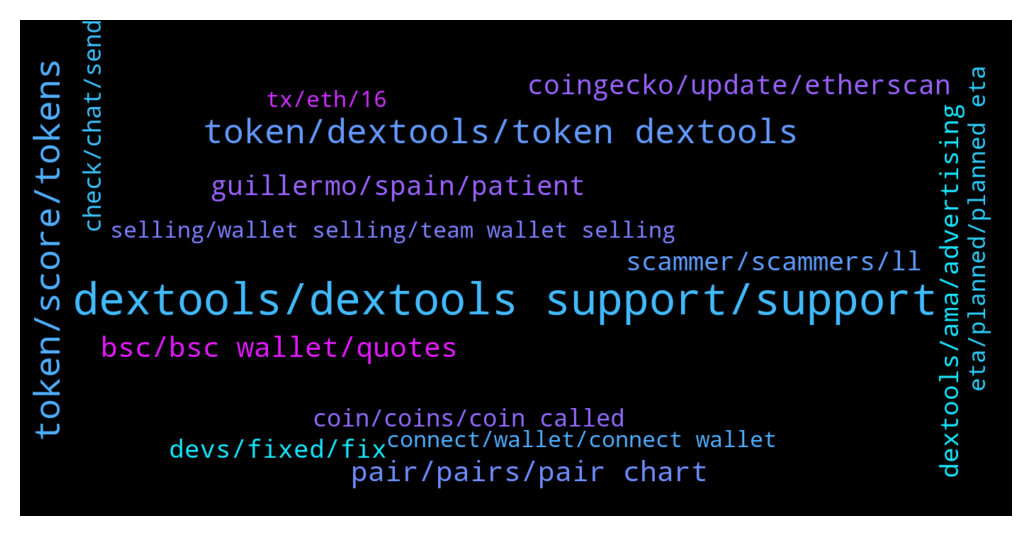 check/chat/send
token/score/tokens
tx/eth/16
coingecko/update/etherscan
token/dextools/token dextools
guillermo/spain/patient
selling/wallet selling/team wallet selling
scammer/scammers/ll
dextools/dextools support/support
bsc/bsc wallet/quotes
coin/coins/coin called
devs/fixed/fix
connect/wallet/connect wallet
pair/pairs/pair chart
dextools/ama/advertising
eta/planned/planned eta